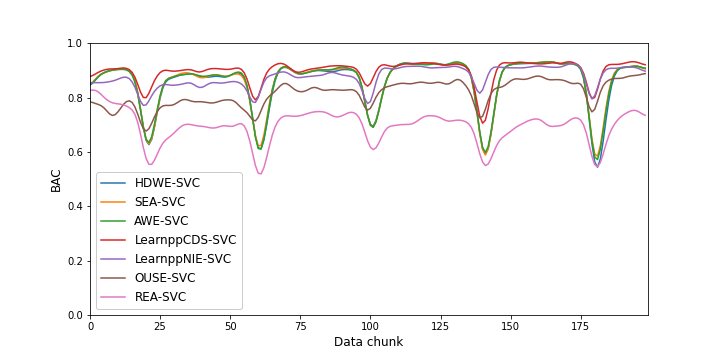 1.0
0.8
0.6
0.4
0.2
0.0
BAC
HDWE-SVC
SEA-SVC
AWE-SVC
LearnppCDS-SVC
LearnppNIE-SVC
OUSE-SVC
REA-SVC
0 25 50 75 100 125 150 175
Data chunk